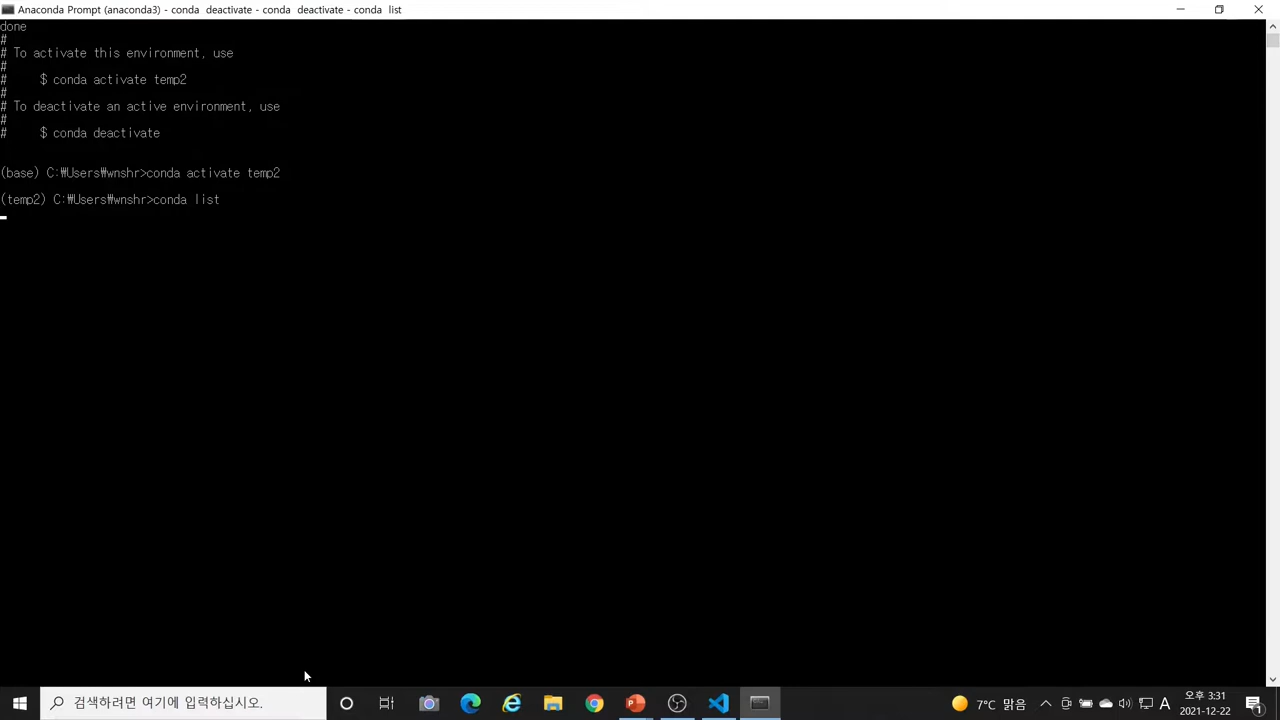 Anaconda Prompt (anaconda3) - conda  deactivate - conda  deactivate - conda  list
done
#
# To activate this environment, use
#
#     $ conda activate temp2
#
# To deactivate an active environment, use
#
#     $ conda deactivate
(base) C:₩Users₩wnshr>conda activate temp2
(temp2) C:₩Users₩wnshr>conda list
검색하려면 여기에 입력하십시오.
7°C 맑음
A
오후 3:31
2021-12-22
1